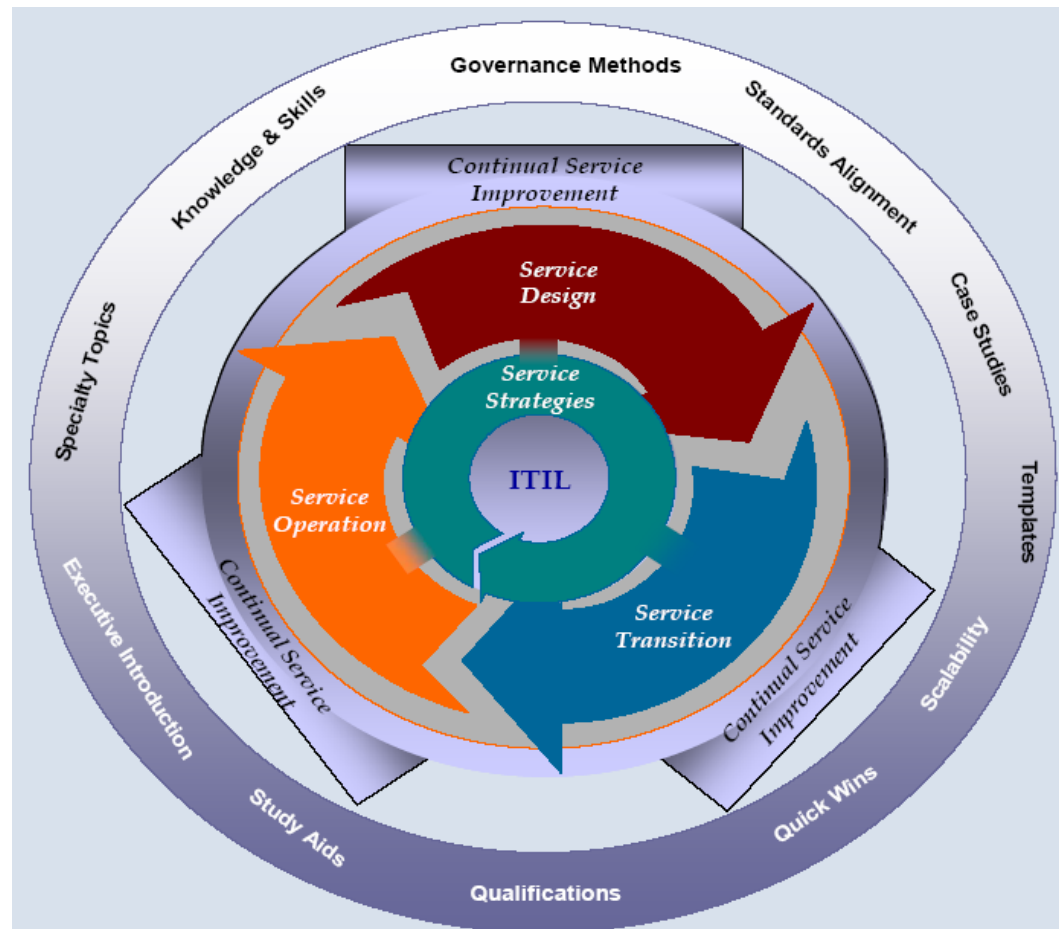 Governance Methods
Standards Alignment
Case Studies
Templates
Scalability
Quick Wins
Qualifications
Study Aids
Executive Introduction
Specialty Topics
Knowledge & Skills
Continual Service
Improvement
Service
Design
Service
Strategies
ITIL
Service
Operation
Service
Transition
Continual Service
Improvement
Continual Service
Improvement